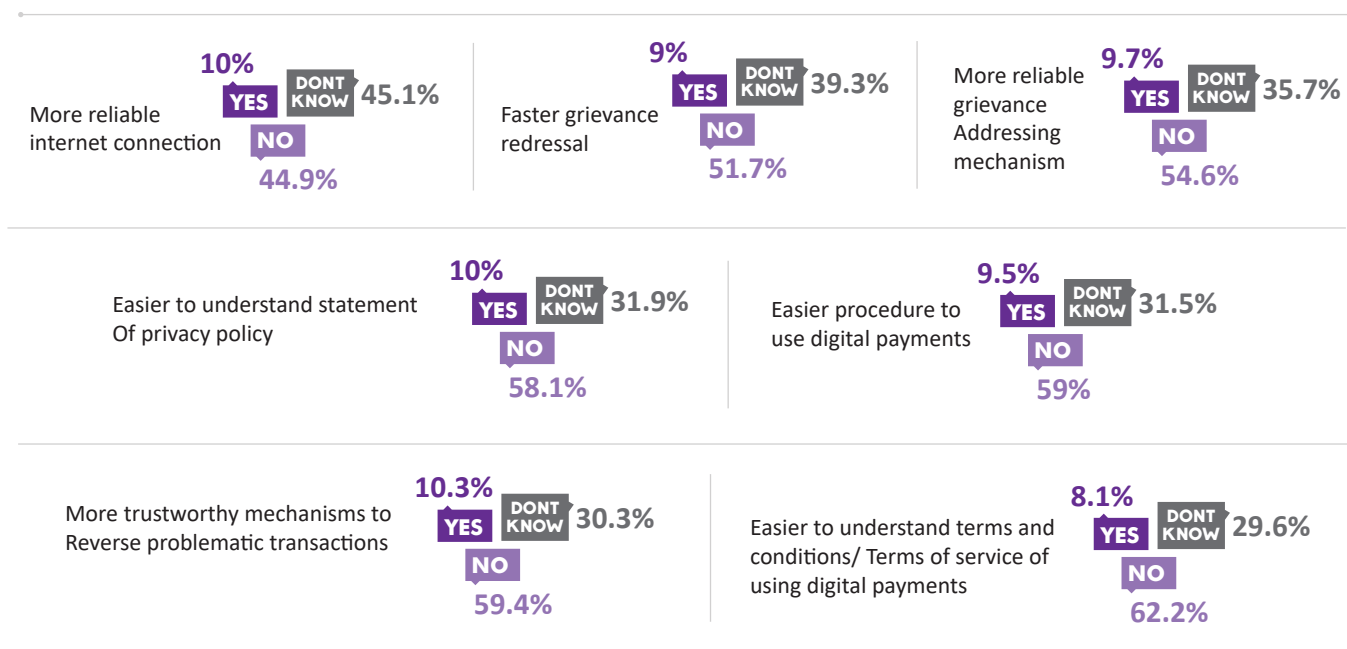 More reliable
internet connection
10%
YES
DONT
KNOW
45.1%
NO
44.9%
Faster grievance
redressal
9%
YES
DONT
KNOW
39.3%
NO
51.7%
More reliable
grievance
Addressing
mechanism
9.7%
YES
DONT
KNOW
35.7%
NO
54.6%
Easier to understand statement
Of privacy policy
10%
YES
DONT
KNOW
31.9%
NO
58.1%
Easier procedure to
use digital payments
9.5%
YES
DONT
KNOW
31.5%
NO
59%
More trustworthy mechanisms to
Reverse problematic transactions
10.3%
YES
DONT
KNOW
30.3%
NO
59.4%
Easier to understand terms and
conditions/ Terms of service of
using digital payments
8.1%
YES
DONT
KNOW
29.6%
NO
62.2%